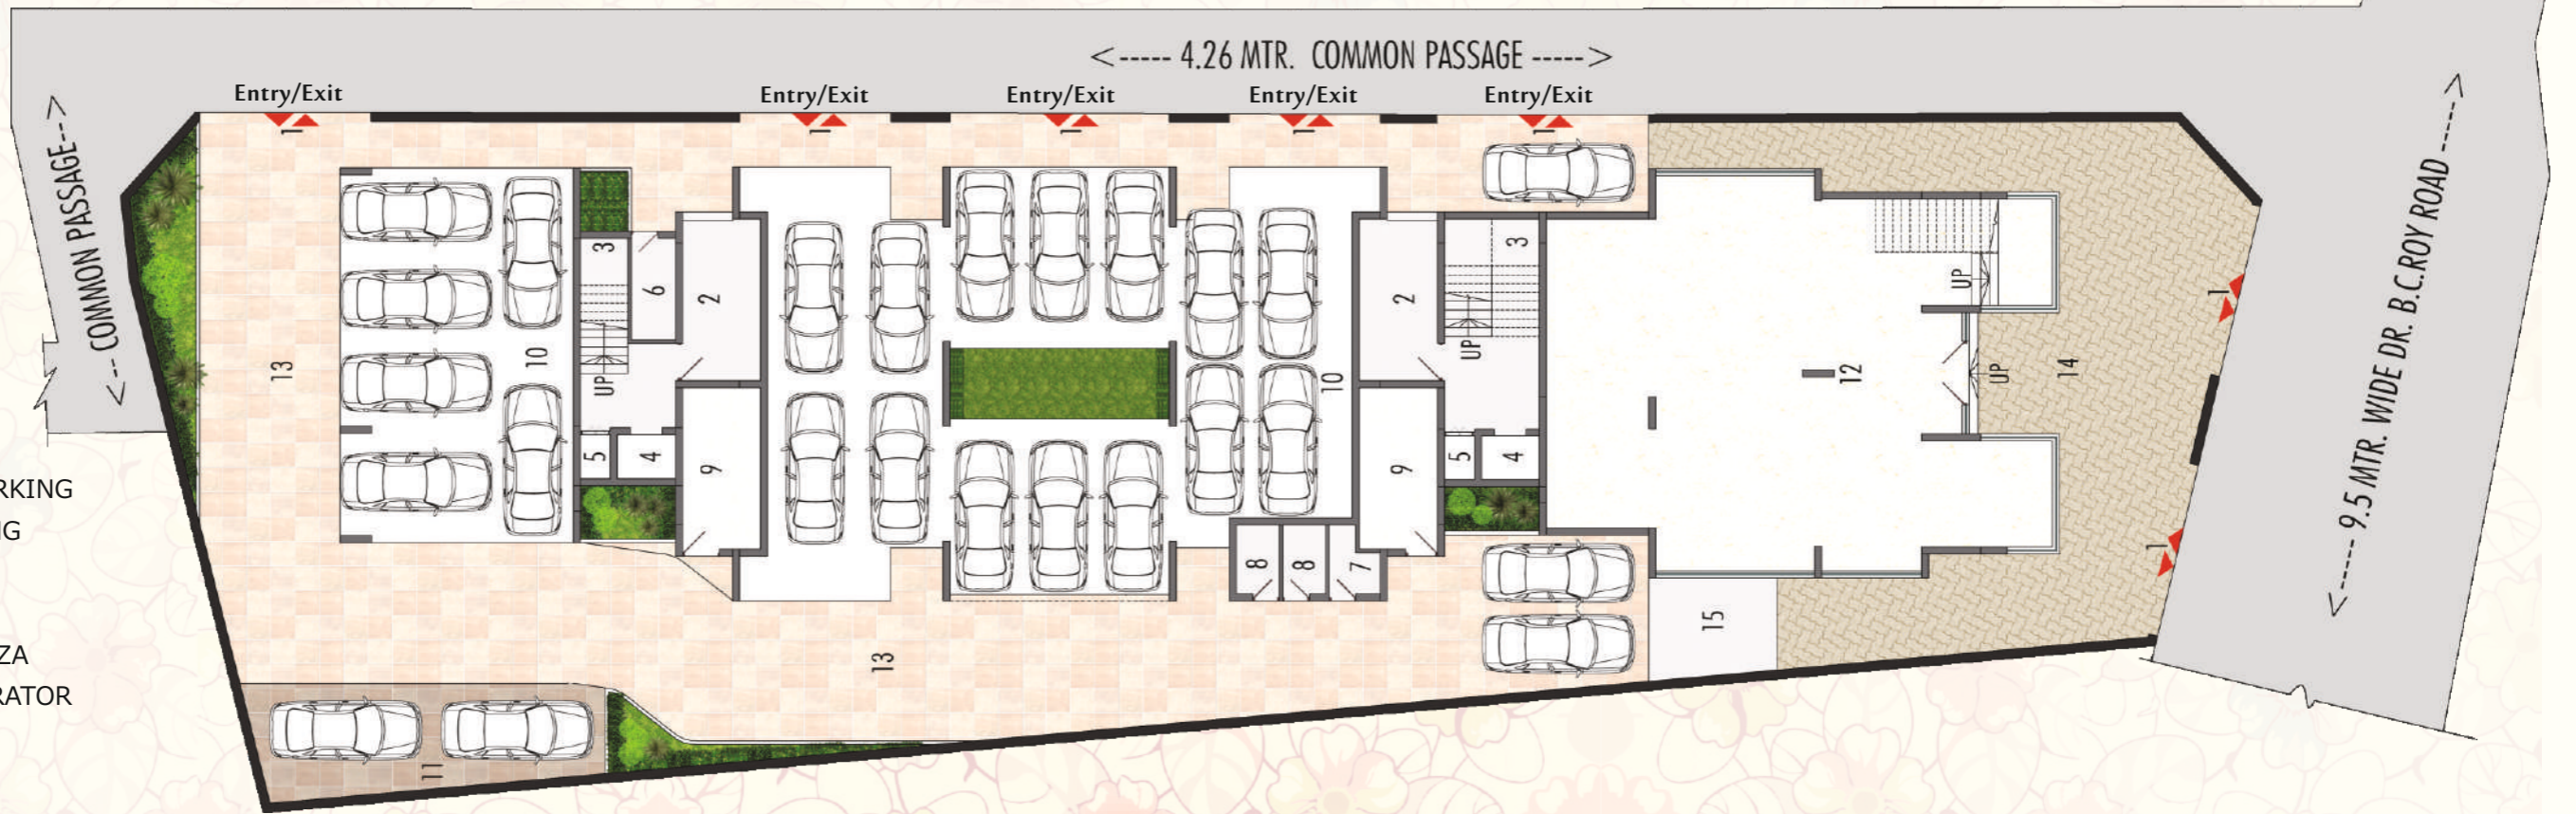 <----- 4.26 MTR. COMMON PASSAGE ----->
Entry/Exit
Entry/Exit
Entry/Exit
Entry/Exit
Entry/Exit
1
1
1
1
1
<--- COMMON PASSAGE-->
<---- 9.5 MTR. WIDE DR. B.C.ROY ROAD ----->
3
6
2
10
UP
5
4
9
13
10
2
3
UP
9
5
4
8
8
7
12
UP
UP
14
1
1
15
13
11
RKING
NG
ZA
RATOR